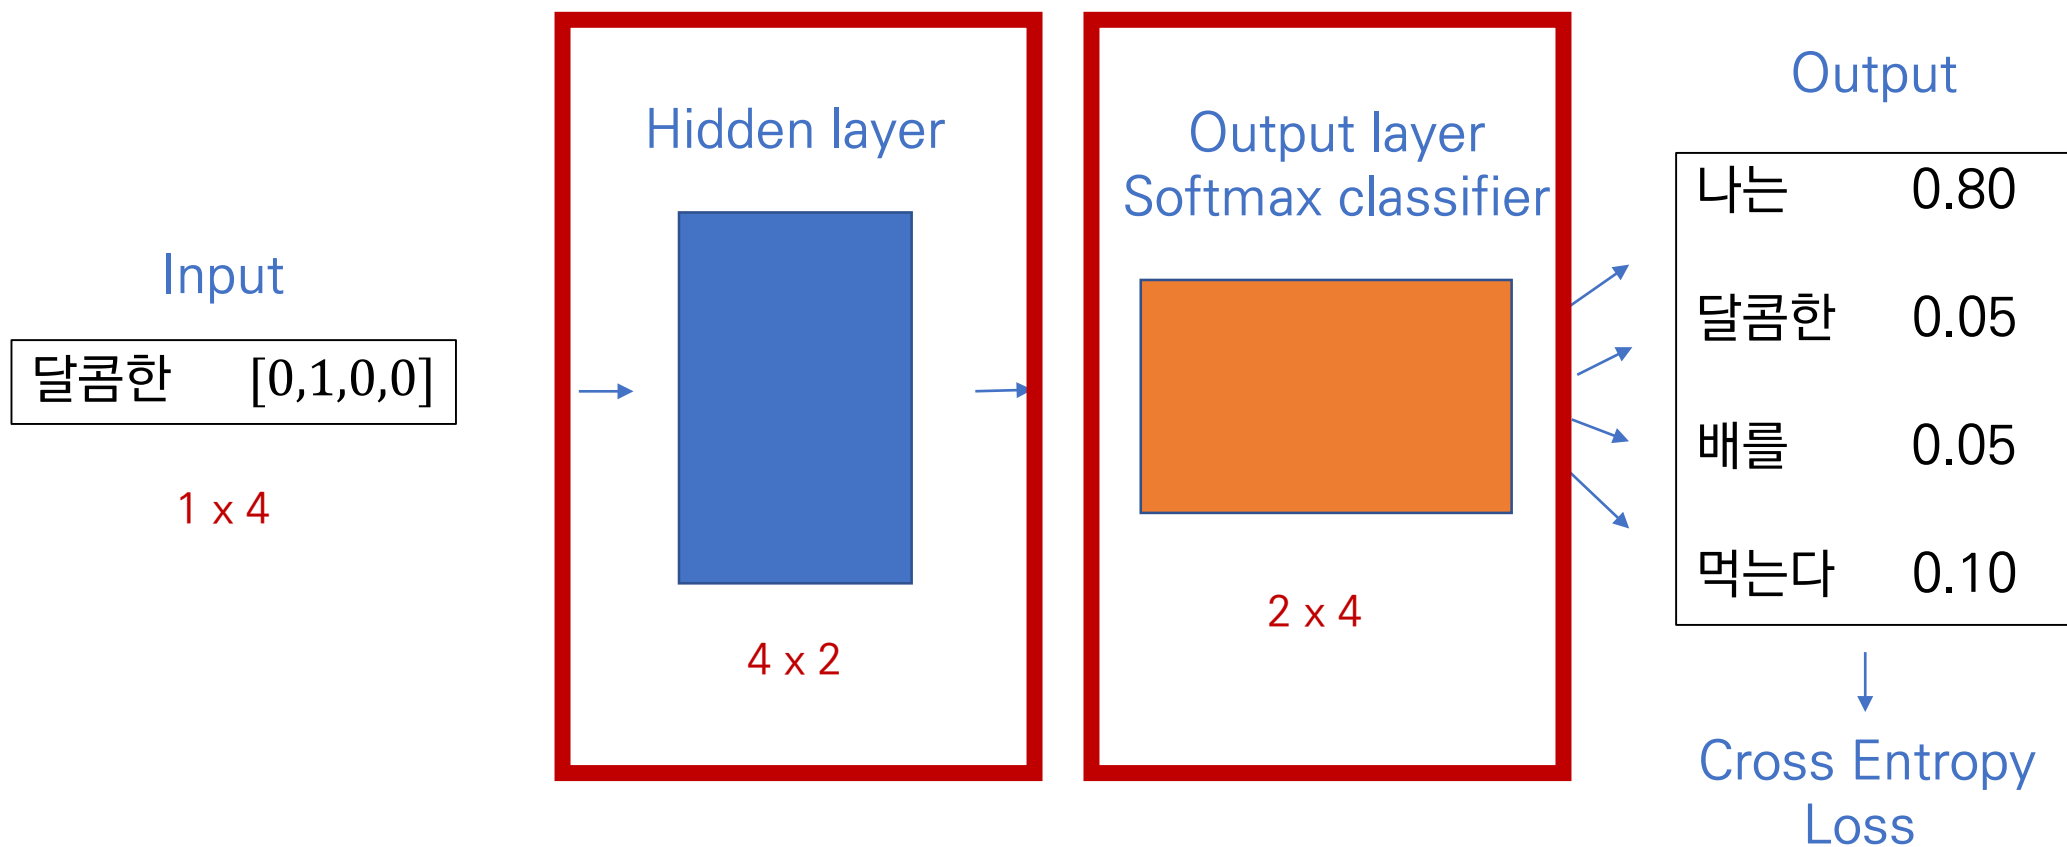 Input
달콤한 [0,1,0,0]
1 x 4
Hidden layer
4 x 2
Output layer
Softmax classifier
2 x 4
Output
나는 0.80
달콤한 0.05
배를 0.05
먹는다 0.10
Cross Entropy
Loss